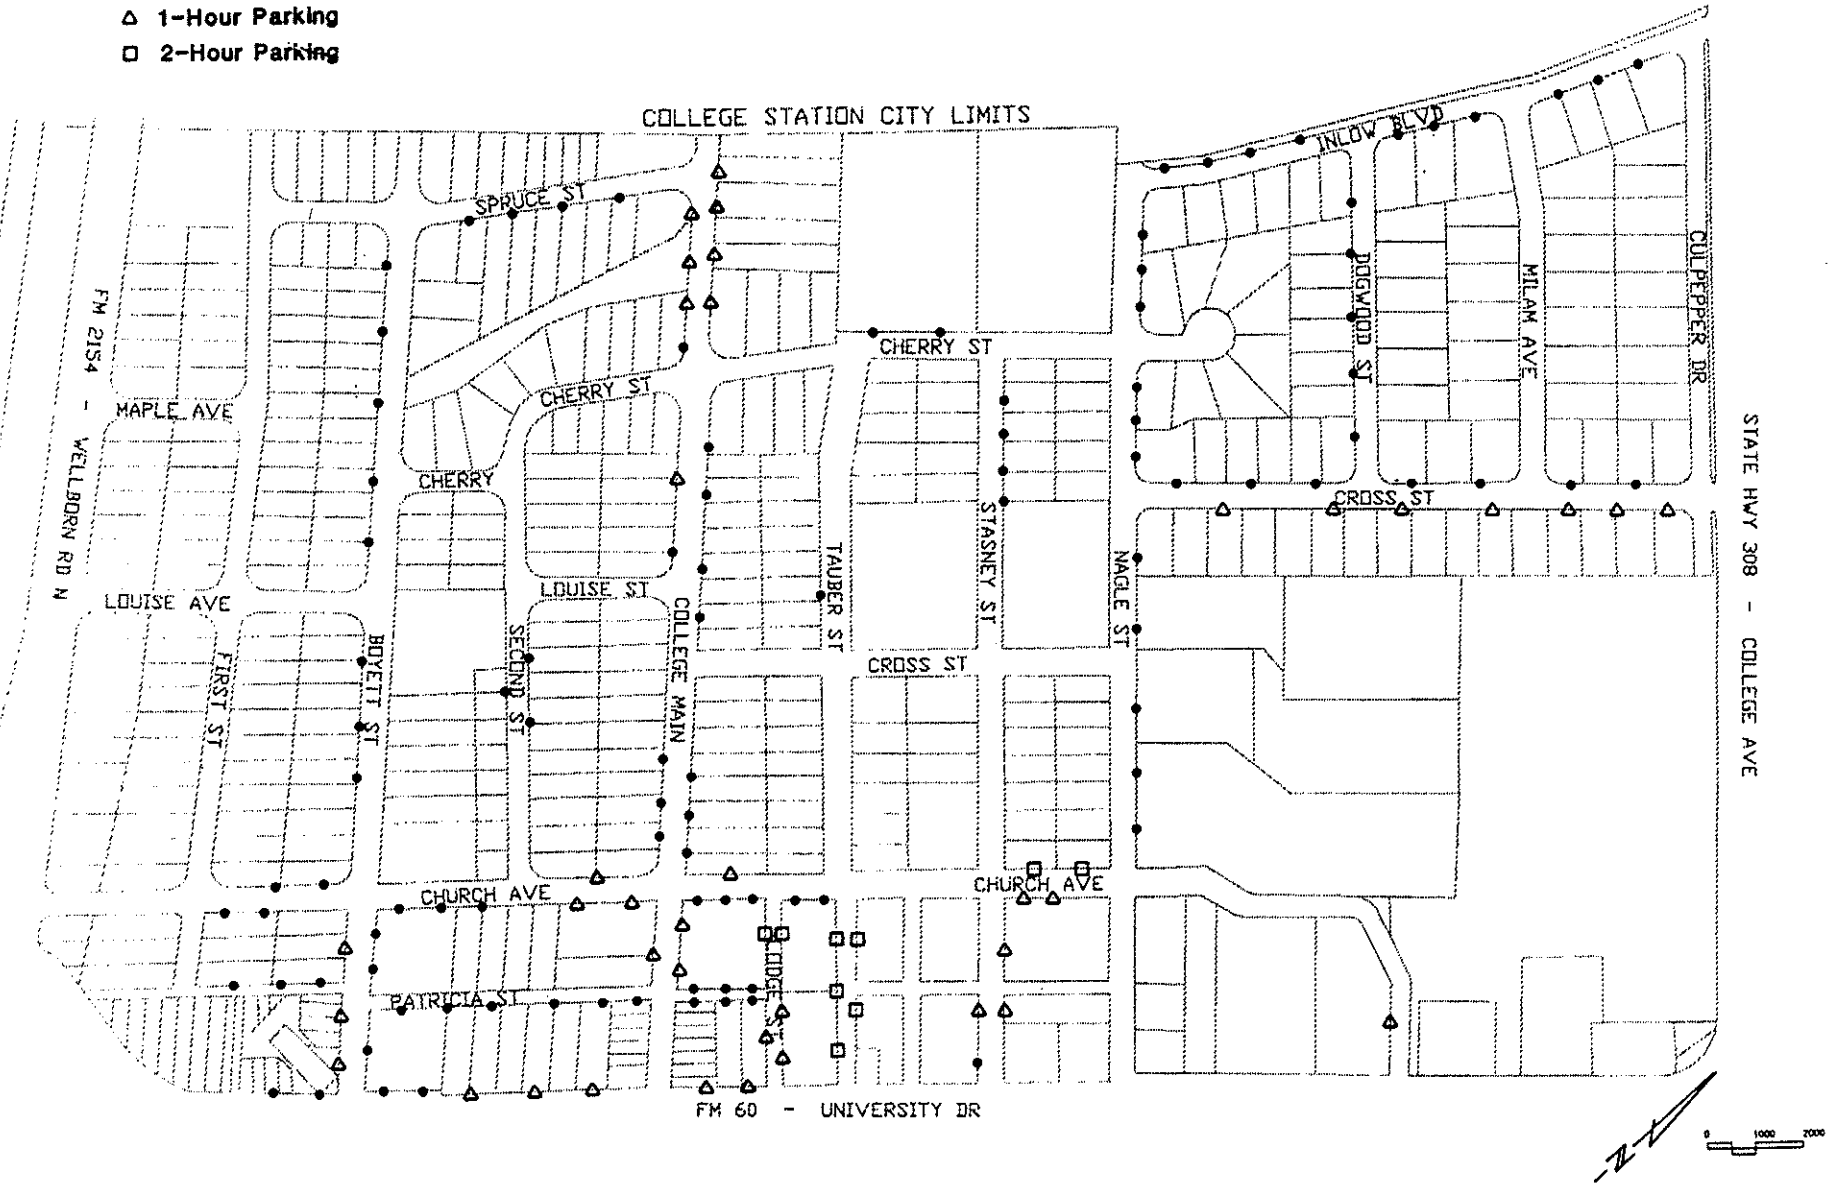 1-Hour Parking
2-Hour Parking
COLLEGE STATION CITY LIMITS
INLOW BLVD
SPRUCE ST
CULPEPER DR
DOGWOOD ST
MILAM AVE
FM 2154 - WELLBORN RD N
CHERRY ST
CHERRY ST
MAPLE AVE
CHERRY
CROSS ST
STATE HWY 308 - COLLEGE AVE
STASNEY ST
TAUBER ST
NAGLE ST
LOUISE ST
LOUISE AVE
COLLEGE MAIN
SECOND ST
BOYETT ST
FIRST ST
CROSS ST
CHURCH AVE
CHURCH AVE
LODGE ST
PATRICIA ST
FM 60 - UNIVERSITY DR
N
0 1000 2000